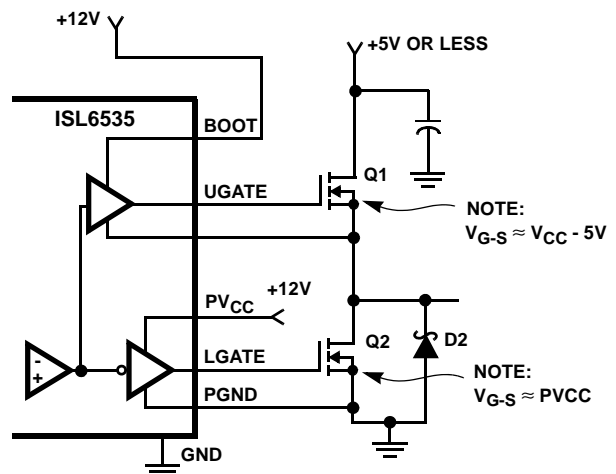 +12V
+5V OR LESS
ISL6535
BOOT
Q1
UGATE
NOTE:
VG-S ≈ VCC - 5V
+12V
PVCC
Q2
D2
LGATE
-
+
NOTE:
VG-S ≈ PVCC
PGND
GND